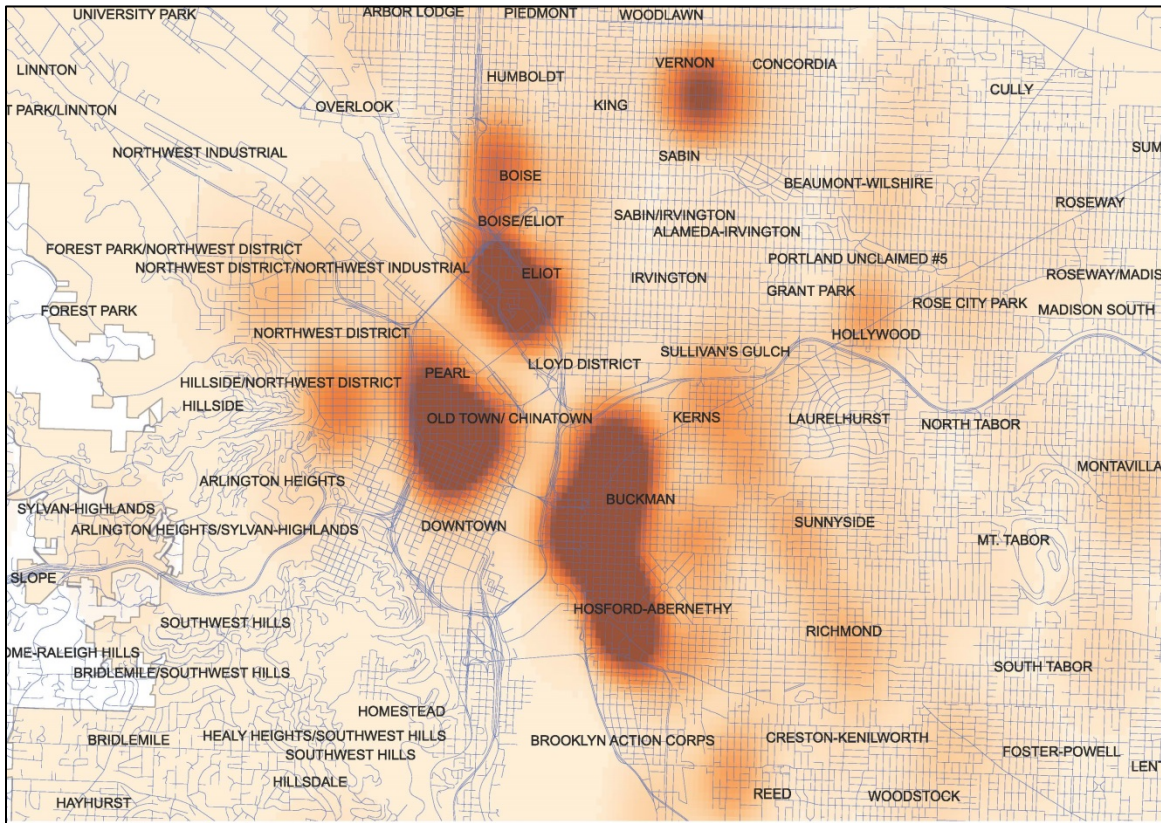 UNIVERSITY PARK
ARBOR LODGE
PIEDMONT
WOODLAWN
LINNTON
HUMBOLDT
VERNON
CONCORDIA
CULLY
T PARK/LINNTON
OVERLOOK
KING
NORTHWEST INDUSTRIAL
SABIN
SUM
BOISE
BEAUMONT-WILSHIRE
ROSEWAY
BOISE/ELIOT
SABIN/IRVINGTON
ALAMEDA-IRVINGTON
FOREST PARK/NORTHWEST DISTRICT
NORTHWEST DISTRICT/NORTHWEST INDUSTRIAL
ELIOT
IRVINGTON
PORTLAND UNCLAIMED #5
ROSEWAY/MADIS
GRANT PARK
ROSE CITY PARK
MADISON SOUTH
FOREST PARK
NORTHWEST DISTRICT
HOLLYWOOD
LLOYD DISTRICT
SULLIVAN'S GULCH
PEARL
HILLSIDE/NORTHWEST DISTRICT
HILLSIDE
OLD TOWN/ CHINATOWN
KERNS
LAURELHURST
NORTH TABOR
MONTAVILLA
ARLINGTON HEIGHTS
BUCKMAN
SYLVAN-HIGHLANDS
ARLINGTON HEIGHTS/SYLVAN-HIGHLANDS
DOWNTOWN
SUNNYSIDE
MT. TABOR
SLOPE
HOSFORD-ABERNETHY
SOUTHWEST HILLS
RICHMOND
OME-RALEIGH HILLS
BRIDLEMILE/SOUTHWEST HILLS
SOUTH TABOR
HOMESTEAD
BRIDLEMILE
HEALY HEIGHTS/SOUTHWEST HILLS
BROOKLYN ACTION CORPS
CRESTON-KENILWORTH
SOUTHWEST HILLS
FOSTER-POWELL
LENT
HILLSDALE
HAYHURST
REED
WOODSTOCK